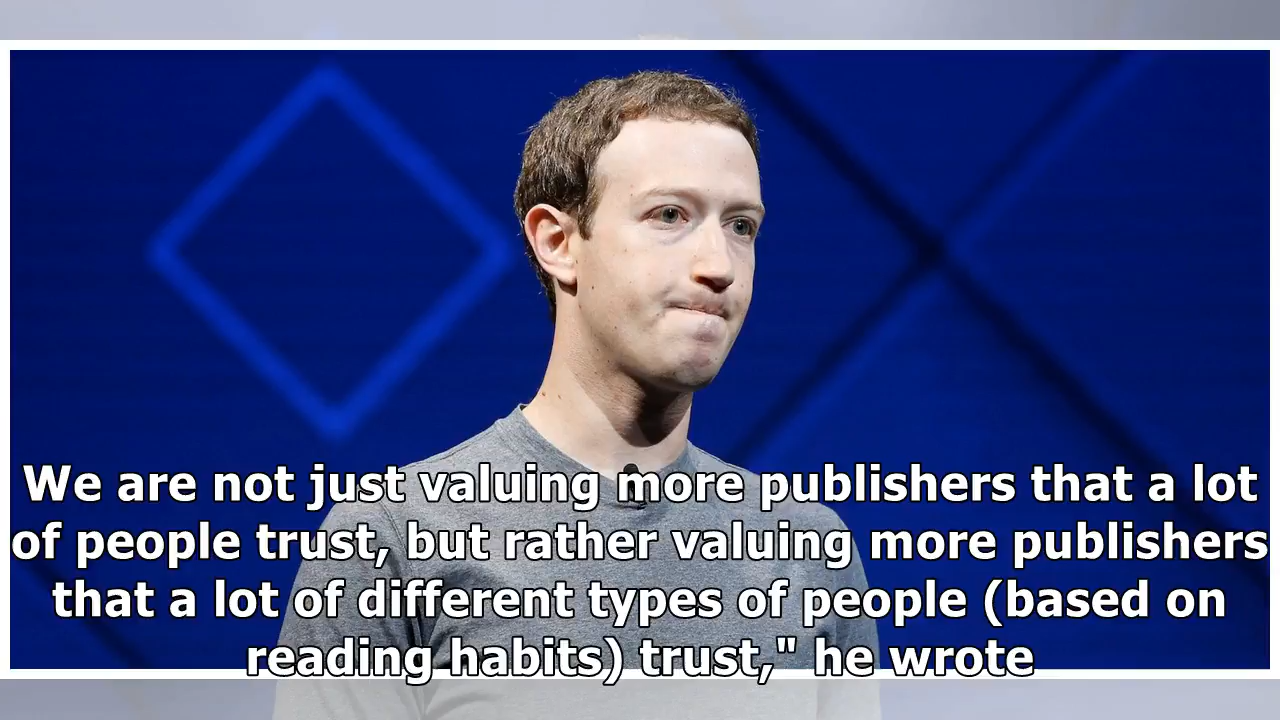 We are not just valuing more publishers that a lot
of people trust, but rather valuing more publishers
that a lot of different types of people (based on
reading habits) trust," he wrote